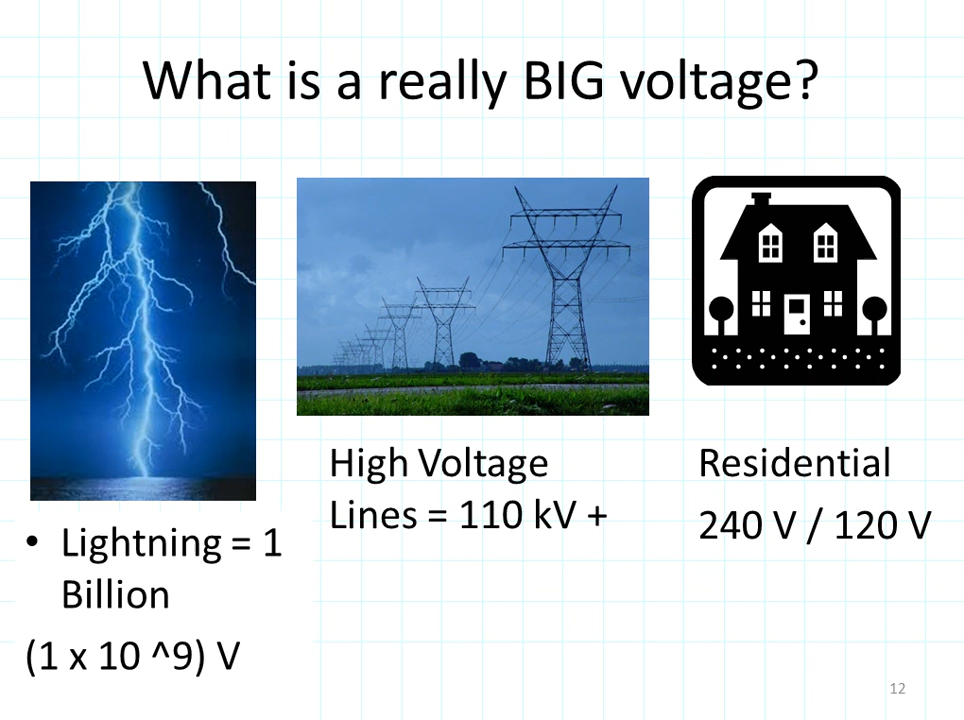 What is a really BIG voltage?
• Lightning = 1
Billion
(1 x 10 ^9) V
High Voltage
Lines = 110 kV +
Residential
240 V / 120 V
12